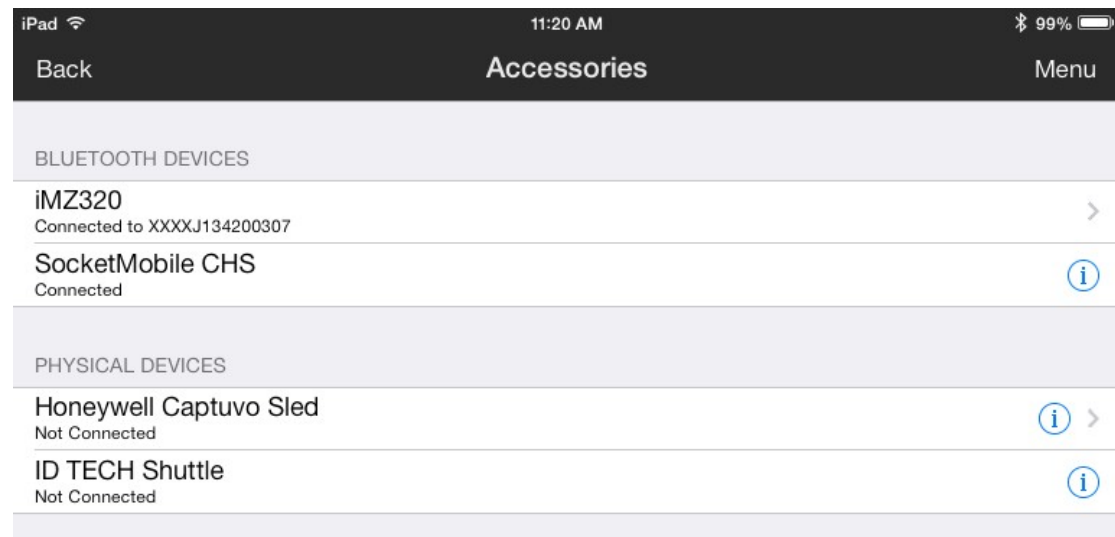 iPad 11:20 AM 99%
Back Accessories Menu
BLUETOOTH DEVICES
iMZ320
Connected to XXXXJ134200307
SocketMobile CHS
Connected
PHYSICAL DEVICES
Honeywell Captuvo Sled
Not Connected
ID TECH Shuttle
Not Connected